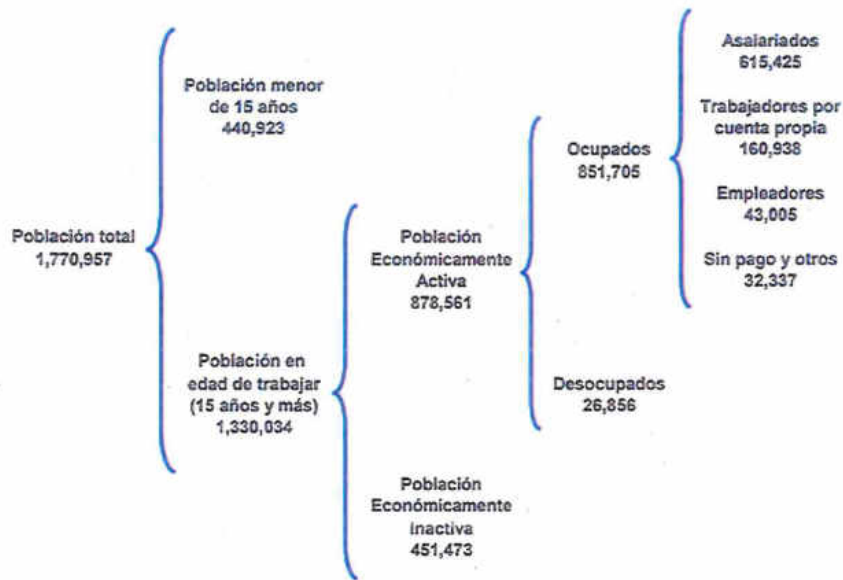 Población total
1,770,957
Población menor
de 15 años
440,923
Población en
edad de trabajar
(15 años y más)
1,330,034
Población
Económicamente
Activa
878,561
Población
Económicamente
inactiva
451,473
Ocupados
851,705
Desocupados
26,856
Asalariados
615,425
Trabajadores por
cuenta propia
160,938
Empleadores
43,005
Sin pago y otros
32,337